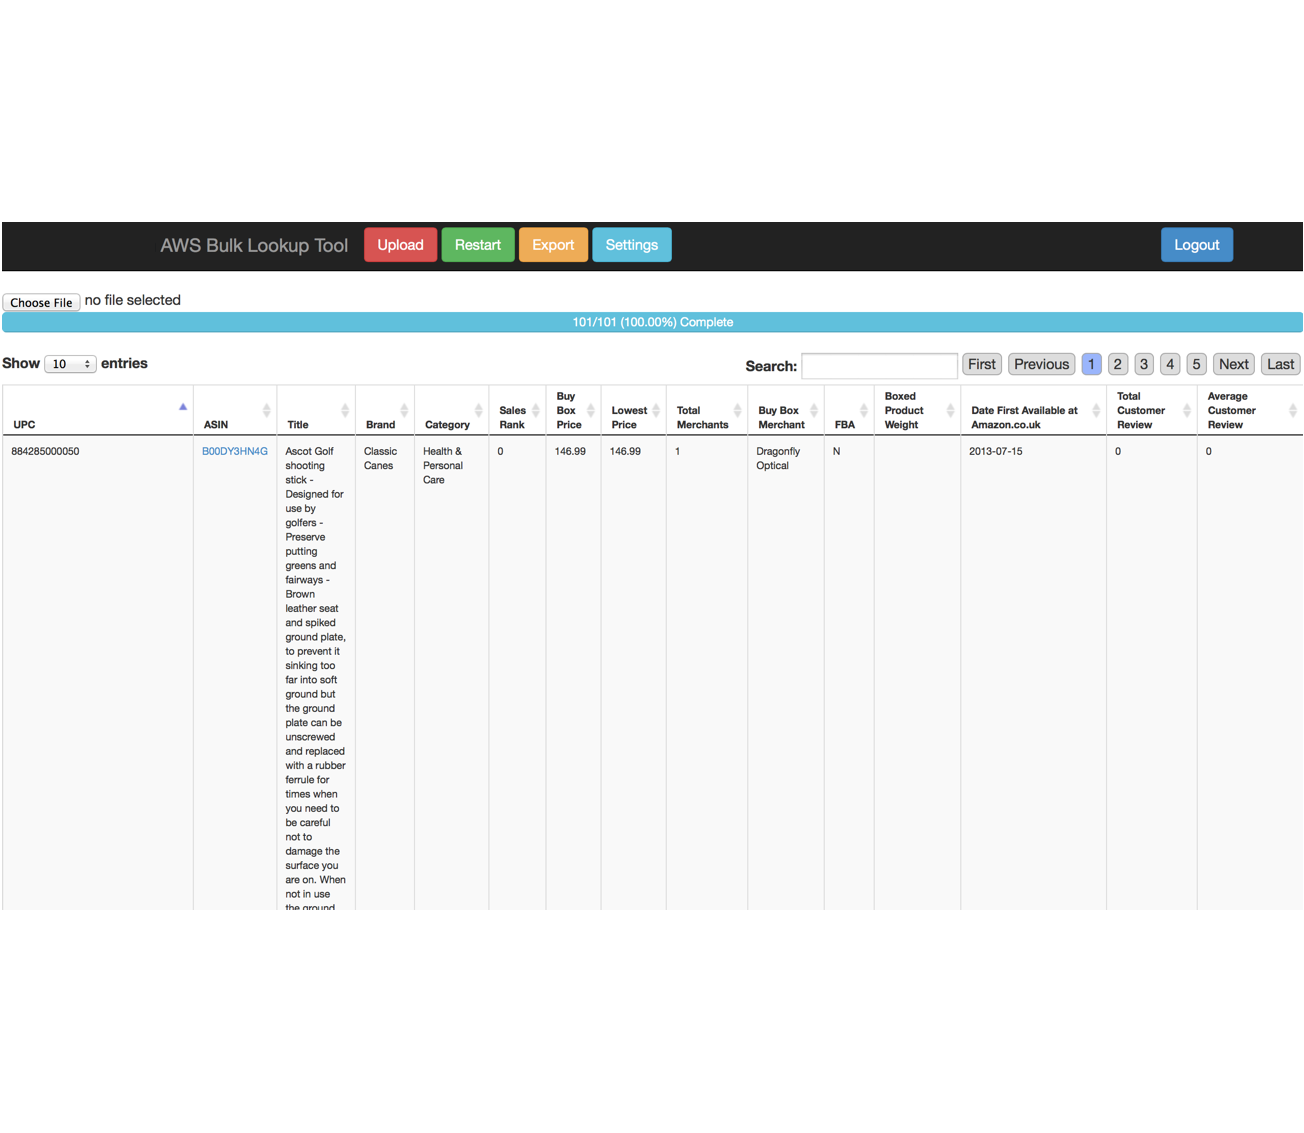 AWS Bulk Lookup Tool Upload Restart Export Settings Logout
Choose File no file selected
101/101 (100.00%) Complete
Show 10 entries Search: First Previous 1 2 3 4 5 Next Last
UPC
ASIN
Title
Brand
Category
Sales
Rank
Buy
Box
Price
Lowest
Price
Total
Merchants
Buy Box
Merchant
FBA
Boxed
Product
Weight
Date First Available at
Amazon.co.uk
Total
Customer
Review
Average
Customer
Review
884285000050
B00DY3HN4G
Ascot Golf
shooting
stick -
Designed for
use by
golfers -
Preserve
putting
greens and
fairways -
Brown
leather seat
and spiked
ground plate,
to prevent it
sinking too
far into soft
ground but
the ground
plate can be
unscrewed
and replaced
with a rubber
ferrule for
times when
you need to
be careful
not to
damage the
surface you
are on. When
not in use
the ground
Classic
Canes
Health &
Personal
Care
0
146.99
146.99
1
Dragonfly
Optical
N
2013-07-15
0
0